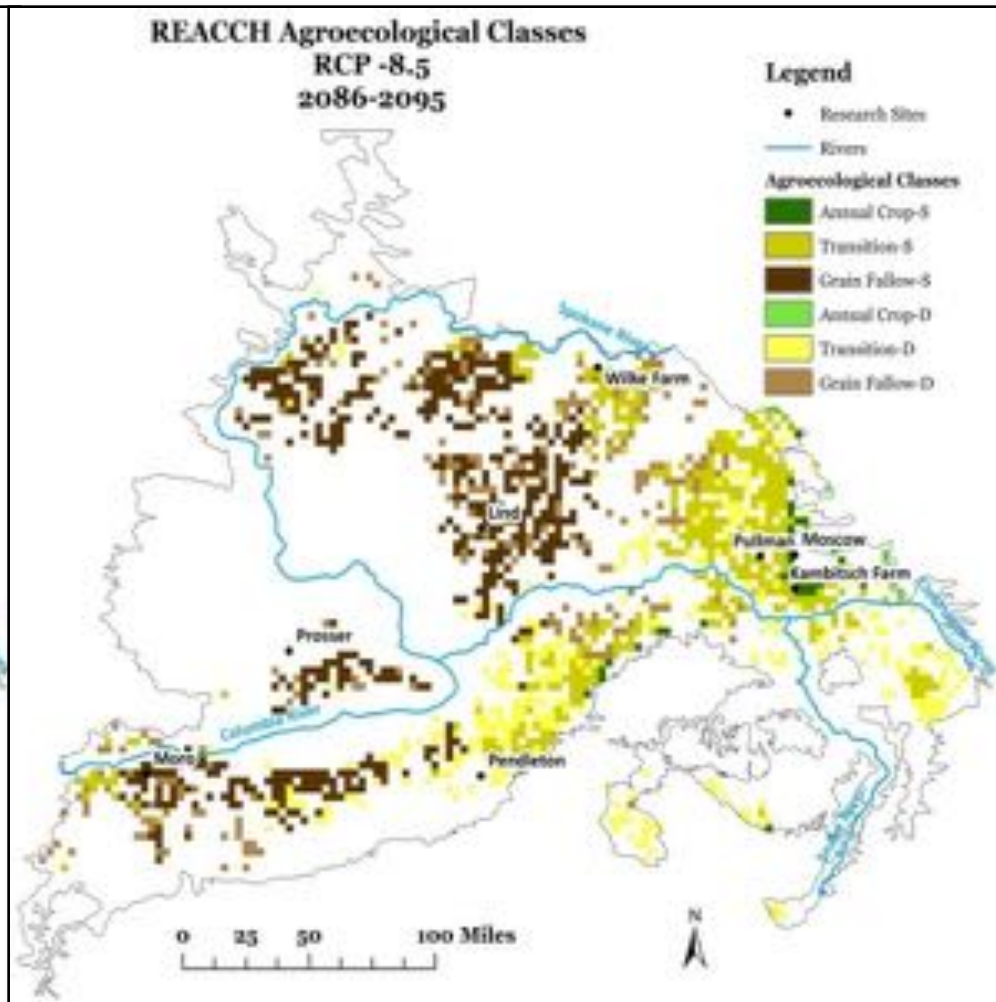 REACCH Agroecological Classes
RCP -8.5
2086-2095
Legend
Research Sites
Rivers
Agroecological Classes
Annual Crop-S
Transition-S
Grain Fallow-S
Annual Crop-D
Transition-D
Grain Fallow-D
Spokane River
Wilke Farm
Lind
Pullman
Moscow
Kambitsch Farm
Prosser
Columbia River
Moro
Pendleton
N
0 25 50 100 Miles